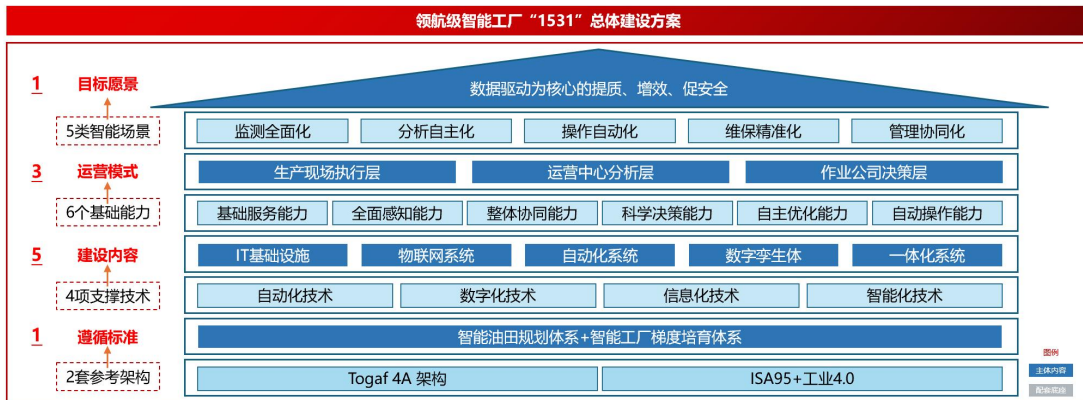 领航级智能工厂“1531”总体建设方案
1 目标愿景
数据驱动为核心的提质、增效、促安全
5类智能场景
监测全面化 分析自主化 操作自动化 维保精准化 管理协同化
3 运营模式
生产现场执行层 运营中心分析层 作业公司决策层
6个基础能力
基础服务能力 全面感知能力 整体协同能力 科学决策能力 自主优化能力 自动操作能力
5 建设内容
IT基础设施 物联网系统 自动化系统 数字孪生体 一体化系统
4项支撑技术
自动化技术 数字化技术 信息化技术 智能化技术
1 遵循标准
智能油田规划体系+智能工厂梯度培育体系
2套参考架构
Togaf 4A 架构 ISA95+工业4.0
图例
主体内容
配套底座